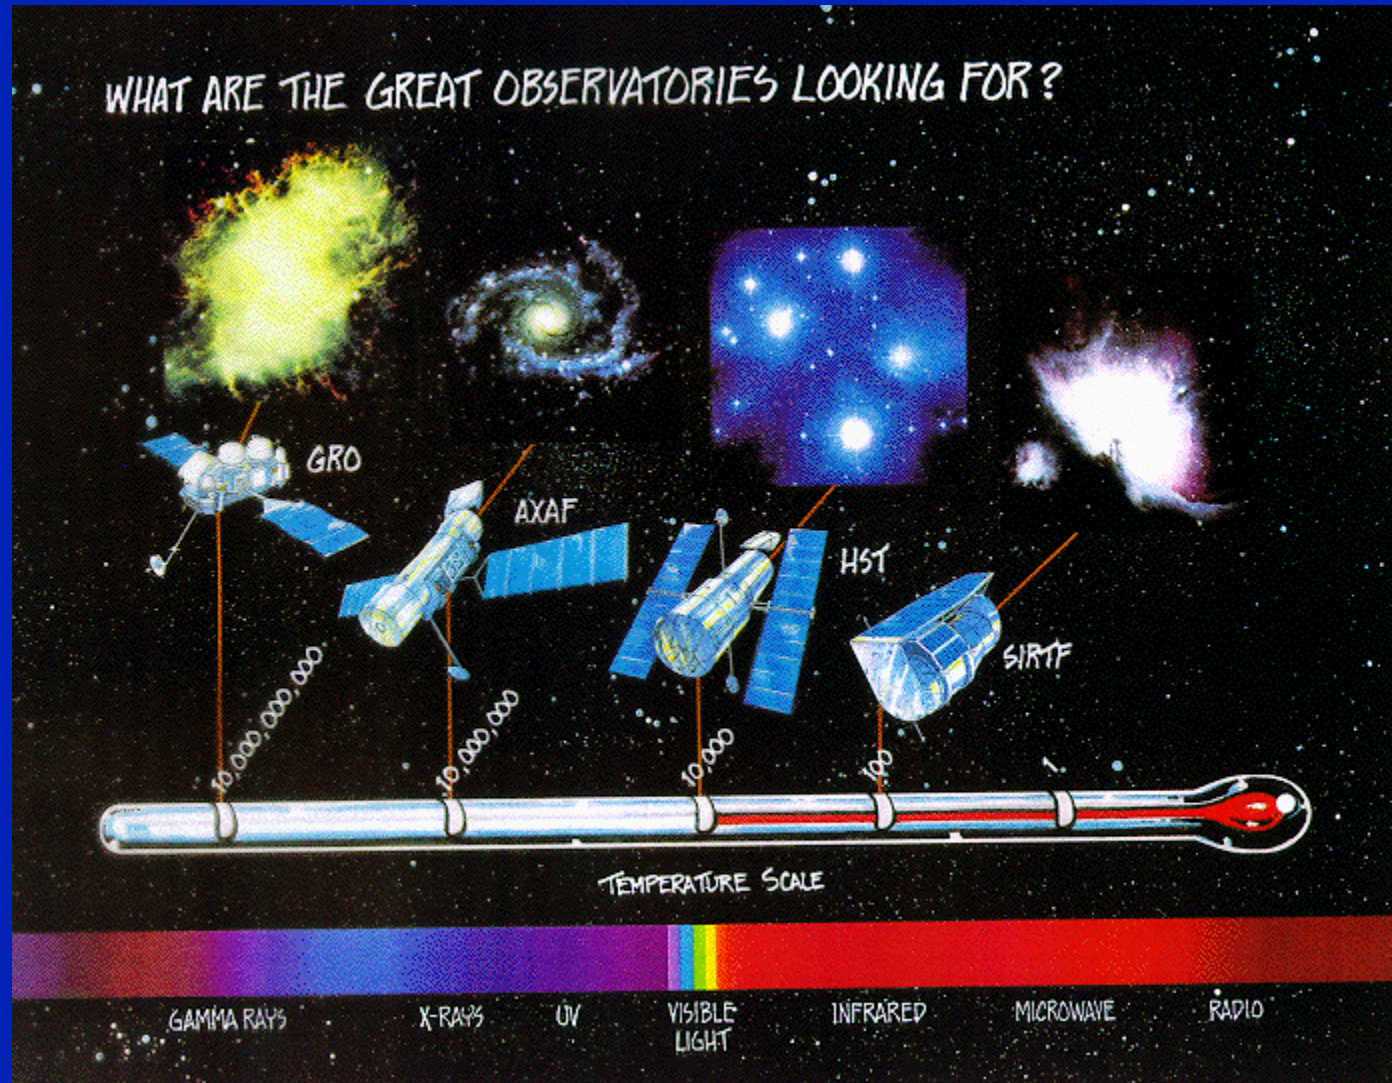 WHAT ARE THE GREAT OBSERVATORIES LOOKING FOR?
GRO
AXAF
HST
SIRTF
10,000,000,000
10,000,000
10,000
100
1
TEMPERATURE SCALE
GAMMA RAYS
X-RAYS
UV
VISIBLE
LIGHT
INFRARED
MICROWAVE
RADIO